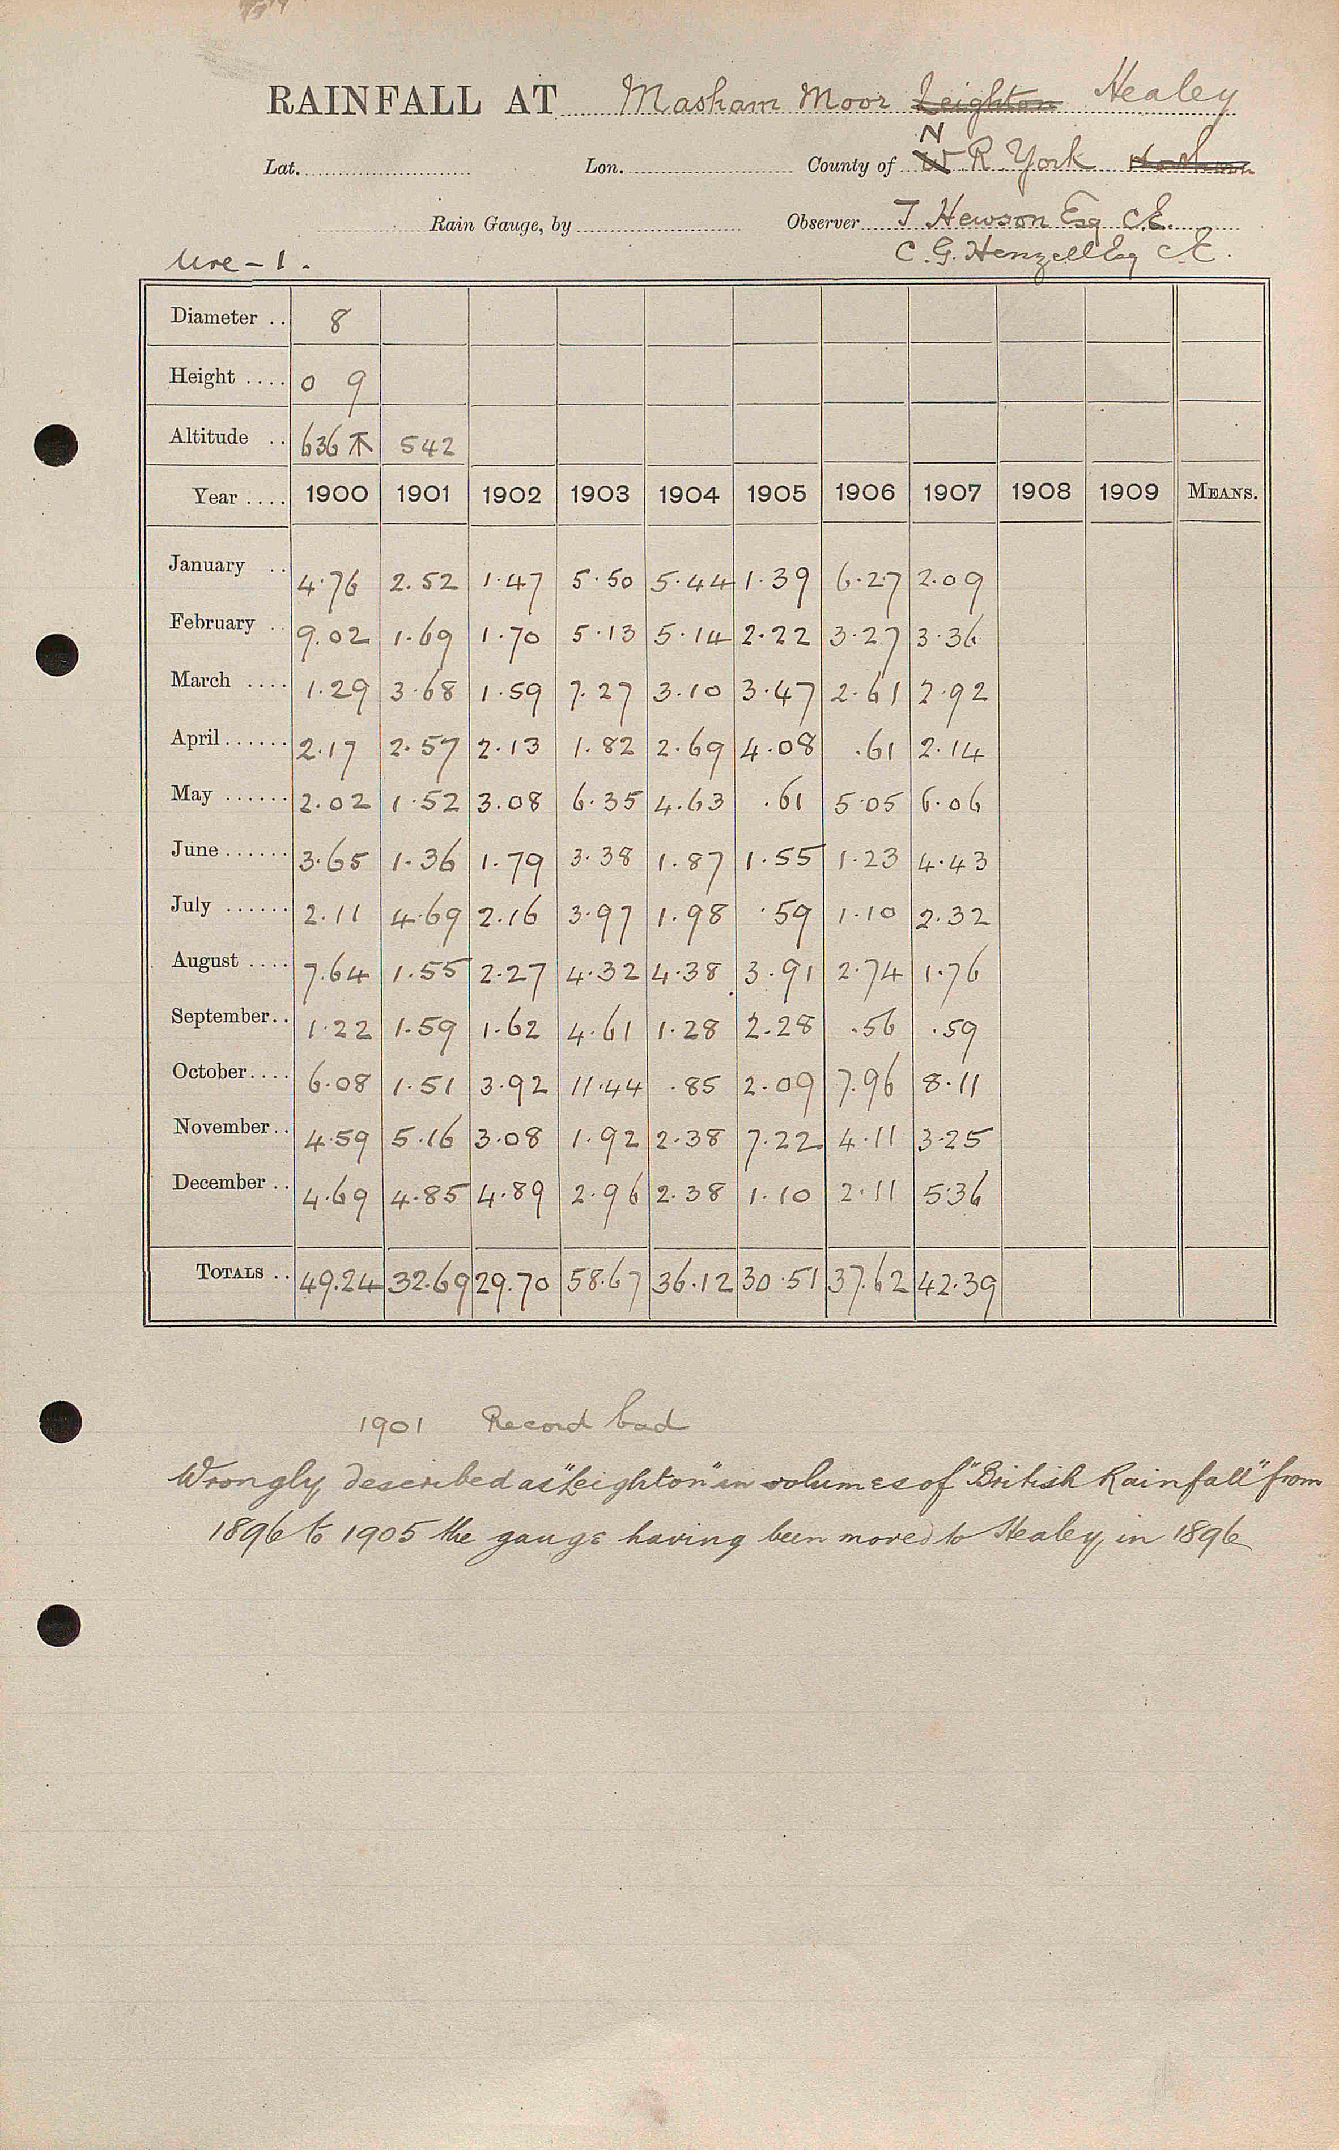 RAINFALL AT Masham Moor Leighton Healey
Lat. Lon. County of W N R. York
Rain Gauge, by Observer T Hewson Esq C.E.
Ure - 1. C. G. Henzell Esq C.E.
Diameter .. 8
Height .... 0 9
Altitude .. 636 542
Year .... 1900 1901 1902 1903 1904 1905 1906 1907 1908 1909 MEANS.
January .. 4.76 2.52 1.47 5.50 5.44 1.39 6.27 2.09
February .. 9.02 1.69 1.70 5.13 5.14 2.22 3.27 3.36
March .... 1.29 3.68 1.59 7.27 3.10 3.47 2.61 2.92
April ...... 2.17 2.57 2.13 1.82 2.69 4.08 .61 2.14
May ...... 2.02 1.52 3.08 6.35 4.63 .61 5.05 6.06
June ...... 3.65 1.36 1.79 3.38 1.87 1.55 1.23 4.43
July ...... 2.11 4.69 2.16 3.97 1.98 .59 1.10 2.32
August .... 7.64 1.55 2.27 4.32 4.38 3.91 2.74 1.76
September.. 1.22 1.59 1.62 4.61 1.28 2.28 .56 .59
October.... 6.08 1.51 3.92 11.44 .85 2.09 7.96 8.11
November.. 4.59 5.16 3.08 1.92 2.38 7.22 4.11 3.25
December .. 4.69 4.85 4.89 2.96 2.38 1.10 2.11 5.36
TOTALS .. 49.24 32.69 29.70 58.67 36.12 30.51 37.62 42.39
1901 Record bad
Wrongly described as "Leighton" in volumes of "British Rainfall" from
1896 to 1905 the gauge having been moved to Healey in 1896